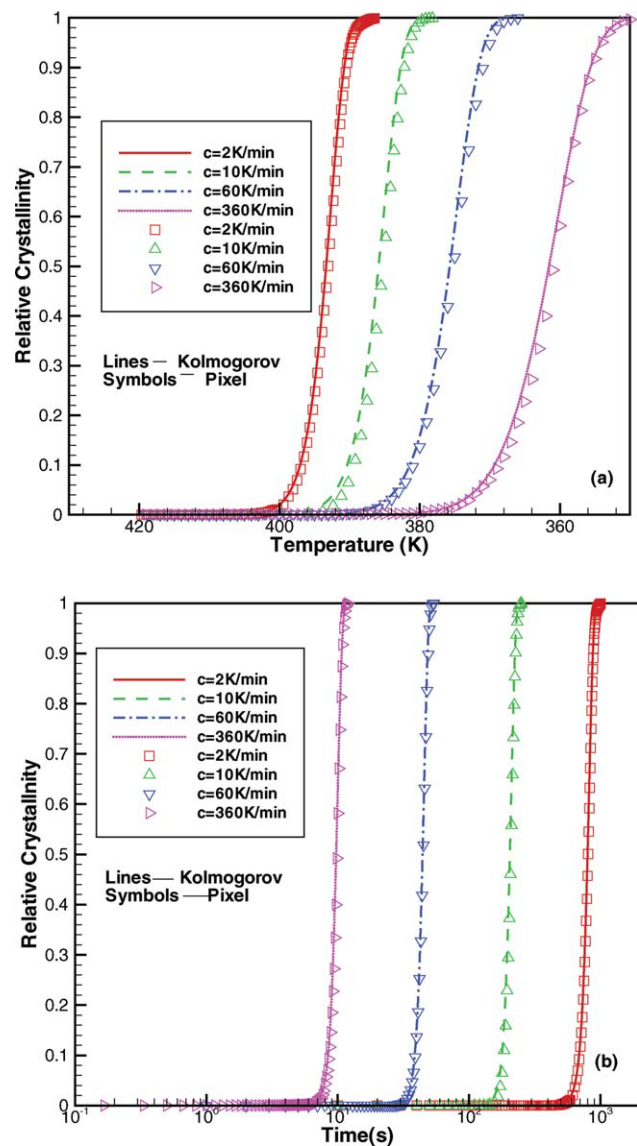 1
0.9
0.8
0.7
0.6
0.5
0.4
0.3
0.2
0.1
0
Relative Crystallinity
c=2K/min
c=10K/min
c=60K/min
c=360K/min
c=2K/min
c=10K/min
c=60K/min
c=360K/min
Lines — Kolmogorov
Symbols — Pixel
(a)
420 400 380 360
Temperature (K)
1
0.9
0.8
0.7
0.6
0.5
0.4
0.3
0.2
0.1
0
Relative Crystallnity
c=2K/min
c=10K/min
c=60K/min
c=360K/min
c=2K/min
c=10K/min
c=60K/min
c=360K/min
Lines — Kolmogorov
Symbols — Pixel
(b)
10⁻¹ 10⁰ 10¹ 10² 10³
Time(s)